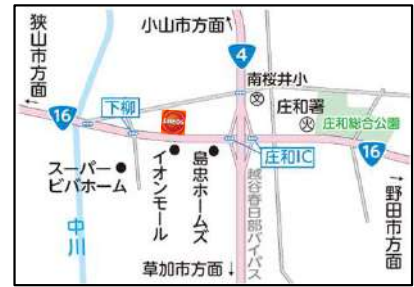 狭山市方面
小山市方面
4
南桜井小
文
庄和署
火
庄和総合公園
16
下柳
ENEOS
庄和IC
16
スーパー
ビバホーム
イオンモール
島忠ホームズ
越谷春日部バイパス
野田市方面
中川
草加市方面